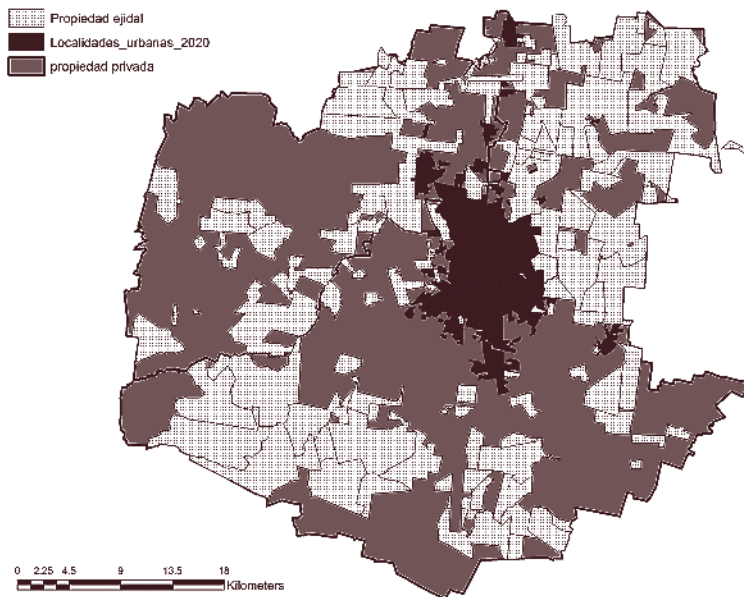 Propiedad ejidal
Localidades_urbanas_2020
propiedad privada
0 2.25 4.5 9 13.5 18
Kilometers